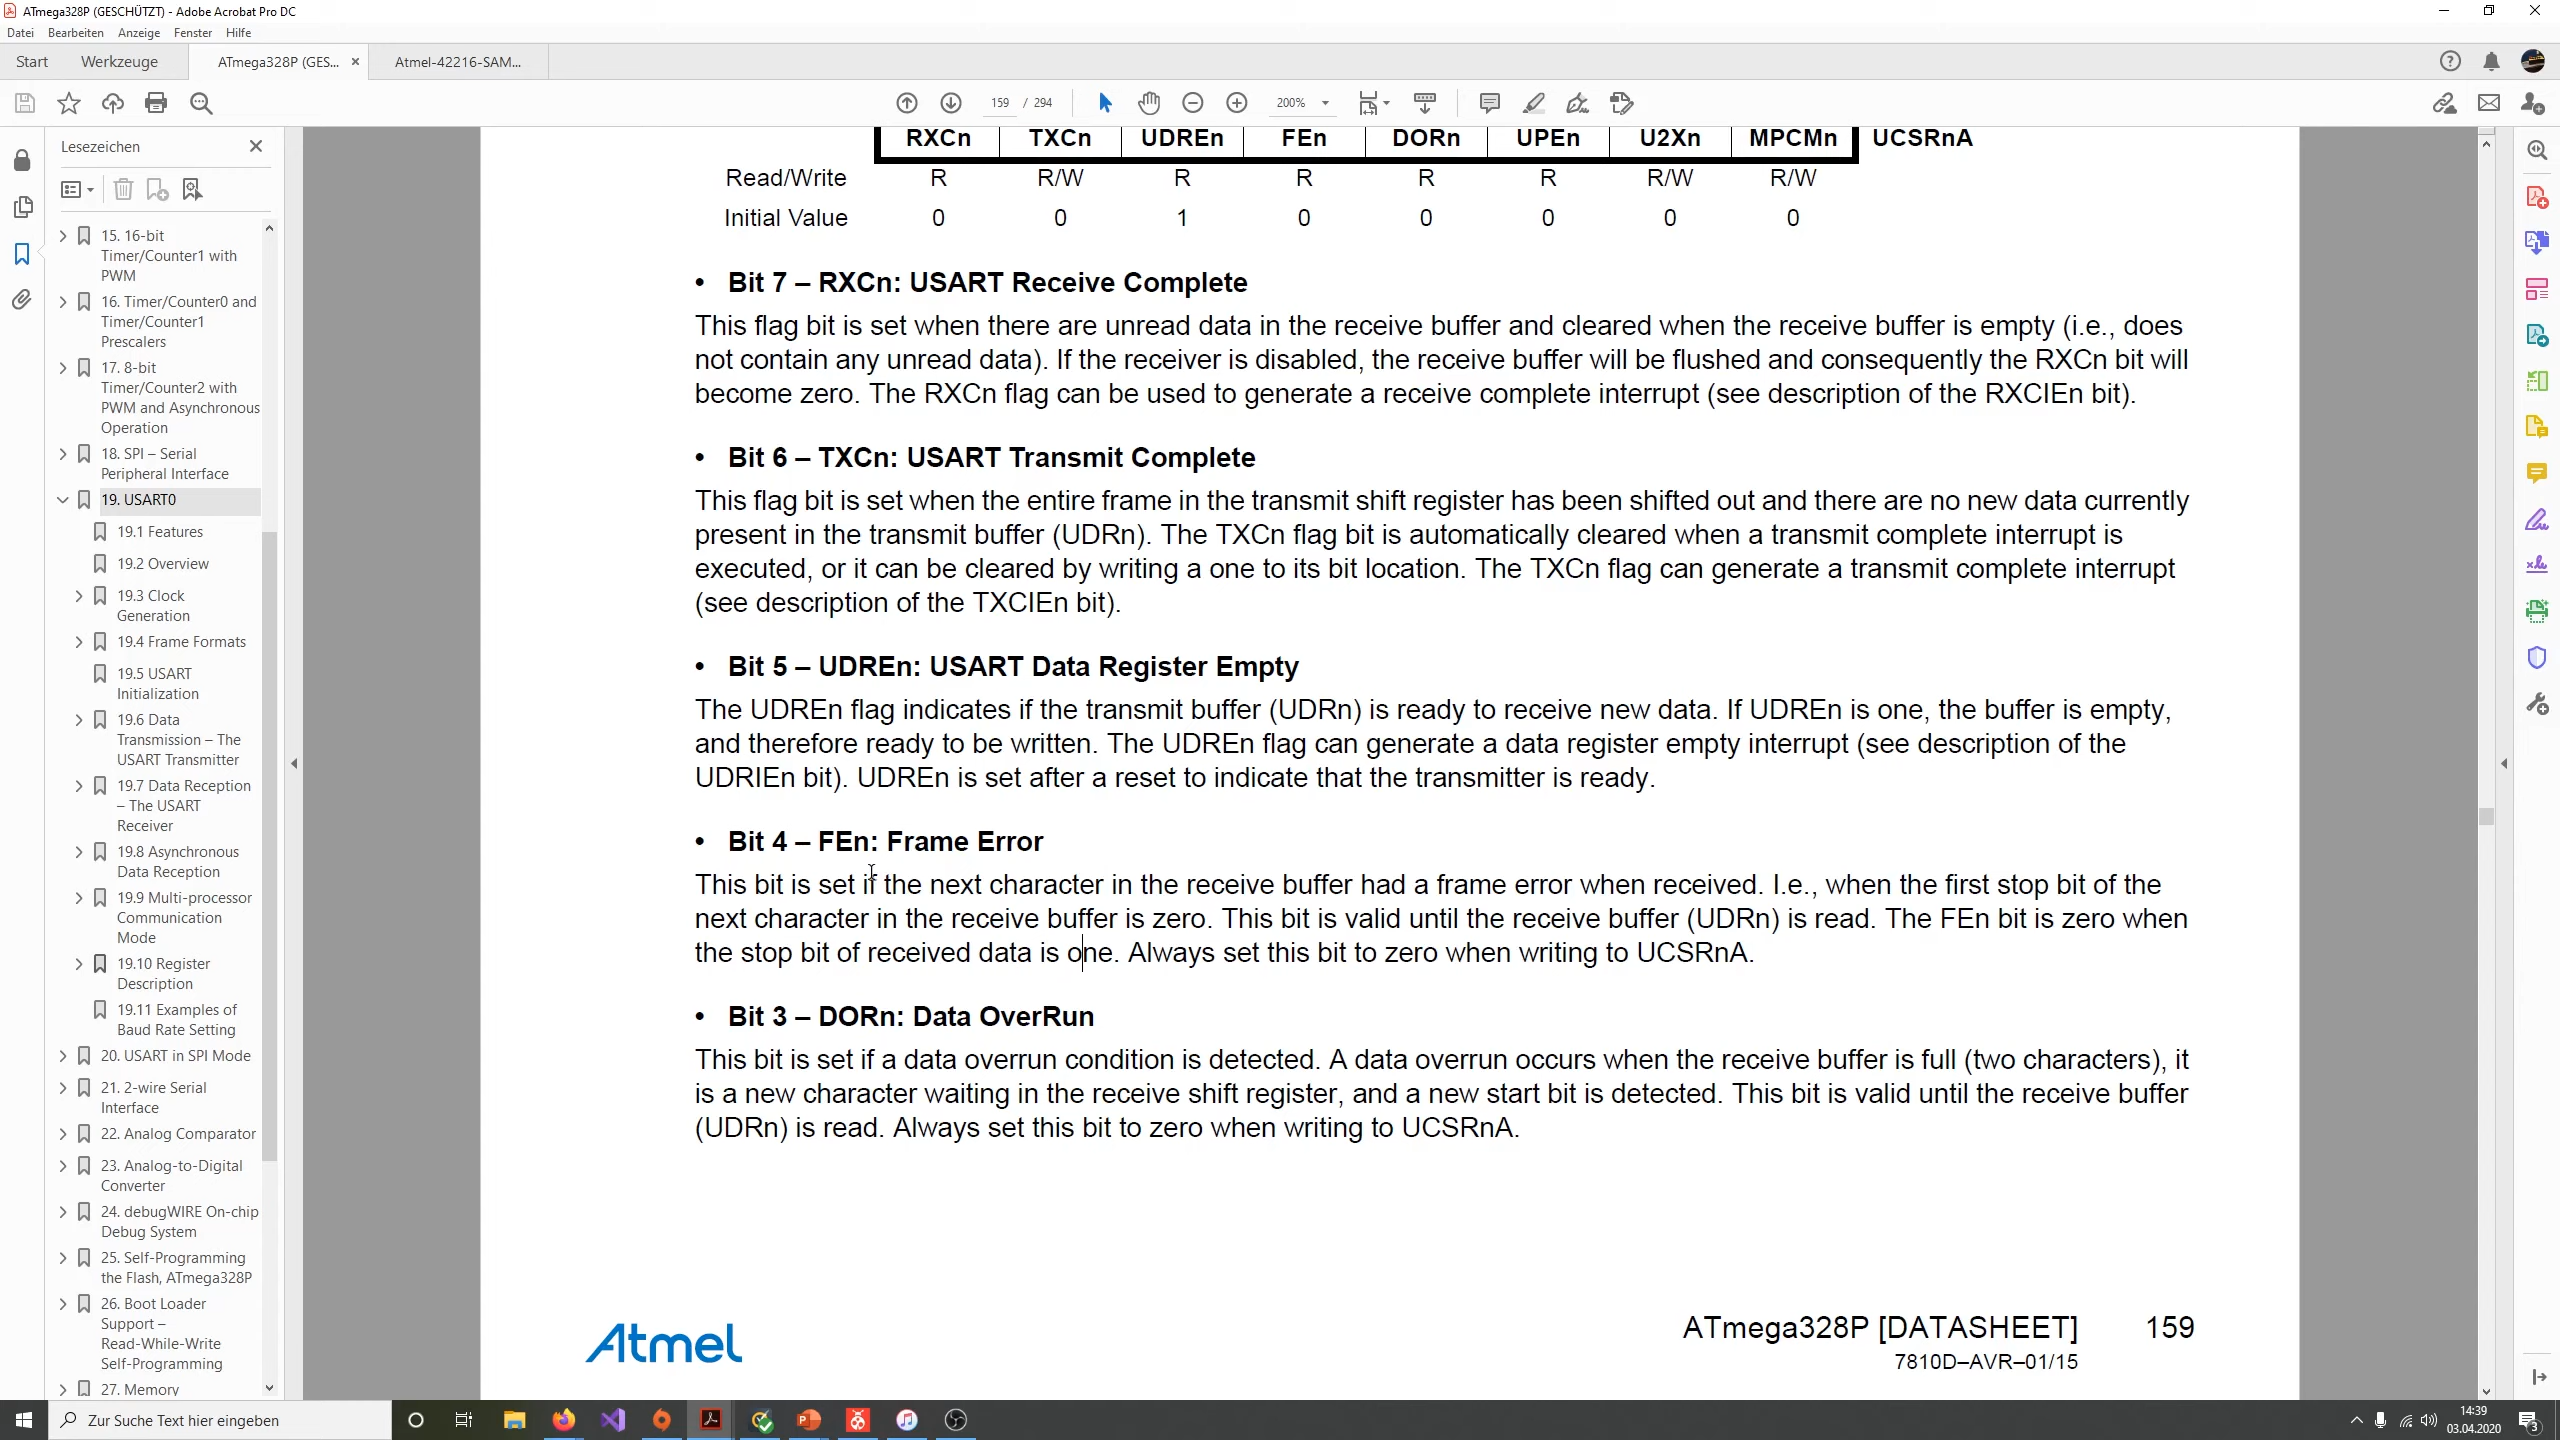 ATmega328P (GESCHÜTZT) - Adobe Acrobat Pro DC
Datei Bearbeiten Anzeige Fenster Hilfe
Start Werkzeuge ATmega328P (GES... × Atmel-42216-SAM...
159 / 294 200%
Lesezeichen
15. 16-bit
Timer/Counter1 with
PWM
16. Timer/Counter0 and
Timer/Counter1
Prescalers
17. 8-bit
Timer/Counter2 with
PWM and Asynchronous
Operation
18. SPI – Serial
Peripheral Interface
19. USART0
19.1 Features
19.2 Overview
19.3 Clock
Generation
19.4 Frame Formats
19.5 USART
Initialization
19.6 Data
Transmission – The
USART Transmitter
19.7 Data Reception
– The USART
Receiver
19.8 Asynchronous
Data Reception
19.9 Multi-processor
Communication
Mode
19.10 Register
Description
19.11 Examples of
Baud Rate Setting
20. USART in SPI Mode
21. 2-wire Serial
Interface
22. Analog Comparator
23. Analog-to-Digital
Converter
24. debugWIRE On-chip
Debug System
25. Self-Programming
the Flash, ATmega328P
26. Boot Loader
Support –
Read-While-Write
Self-Programming
27. Memory
RXCn TXCn UDREn FEn DORn UPEn U2Xn MPCMn UCSRnA
Read/Write R R/W R R R R R/W R/W
Initial Value 0 0 1 0 0 0 0 0
• Bit 7 – RXCn: USART Receive Complete
This flag bit is set when there are unread data in the receive buffer and cleared when the receive buffer is empty (i.e., does
not contain any unread data). If the receiver is disabled, the receive buffer will be flushed and consequently the RXCn bit will
become zero. The RXCn flag can be used to generate a receive complete interrupt (see description of the RXCIEn bit).
• Bit 6 – TXCn: USART Transmit Complete
This flag bit is set when the entire frame in the transmit shift register has been shifted out and there are no new data currently
present in the transmit buffer (UDRn). The TXCn flag bit is automatically cleared when a transmit complete interrupt is
executed, or it can be cleared by writing a one to its bit location. The TXCn flag can generate a transmit complete interrupt
(see description of the TXCIEn bit).
• Bit 5 – UDREn: USART Data Register Empty
The UDREn flag indicates if the transmit buffer (UDRn) is ready to receive new data. If UDREn is one, the buffer is empty,
and therefore ready to be written. The UDREn flag can generate a data register empty interrupt (see description of the
UDRIEn bit). UDREn is set after a reset to indicate that the transmitter is ready.
• Bit 4 – FEn: Frame Error
This bit is set if the next character in the receive buffer had a frame error when received. I.e., when the first stop bit of the
next character in the receive buffer is zero. This bit is valid until the receive buffer (UDRn) is read. The FEn bit is zero when
the stop bit of received data is one. Always set this bit to zero when writing to UCSRnA.
• Bit 3 – DORn: Data OverRun
This bit is set if a data overrun condition is detected. A data overrun occurs when the receive buffer is full (two characters), it
is a new character waiting in the receive shift register, and a new start bit is detected. This bit is valid until the receive buffer
(UDRn) is read. Always set this bit to zero when writing to UCSRnA.
Atmel
ATmega328P [DATASHEET] 159
7810D–AVR–01/15
Zur Suche Text hier eingeben
14:39
03.04.2020
3